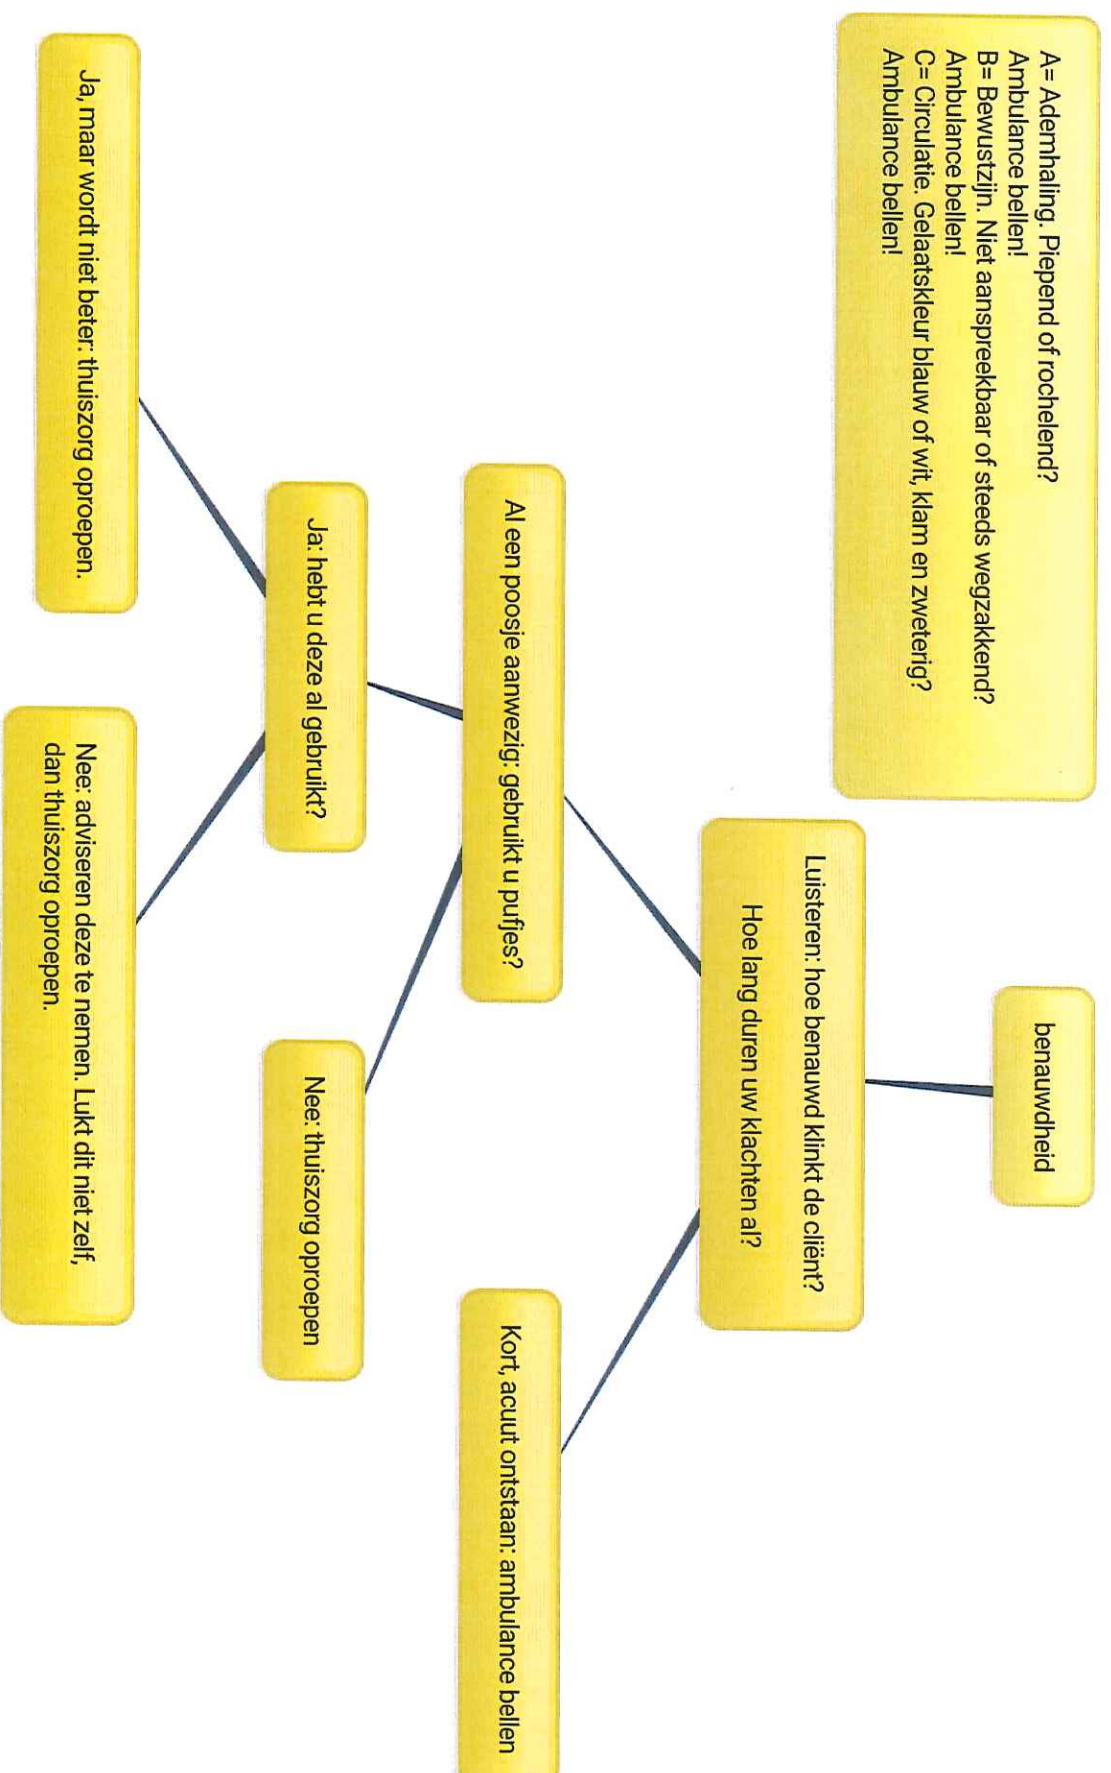 A= Ademhaling. Piepend of rochelend?
Ambulance bellen!
B= Bewustzijn. Niet aanspreekbaar of steeds wegzakkend?
Ambulance bellen!
C= Circulatie. Gelaatskleur blauw of wit, klam en zweterig?
Ambulance bellen!
benauwdheid
Luisteren: hoe benauwd klinkt de cliënt?
Hoe lang duren uw klachten al?
Al een poosje aanwezig: gebruikt u pufjes?
Kort, acuut ontstaan: ambulance bellen
Ja: hebt u deze al gebruikt?
Nee: thuiszorg oproepen
Ja, maar wordt niet beter: thuiszorg oproepen.
Nee: adviseren deze te nemen. Lukt dit niet zelf,
dan thuiszorg oproepen.